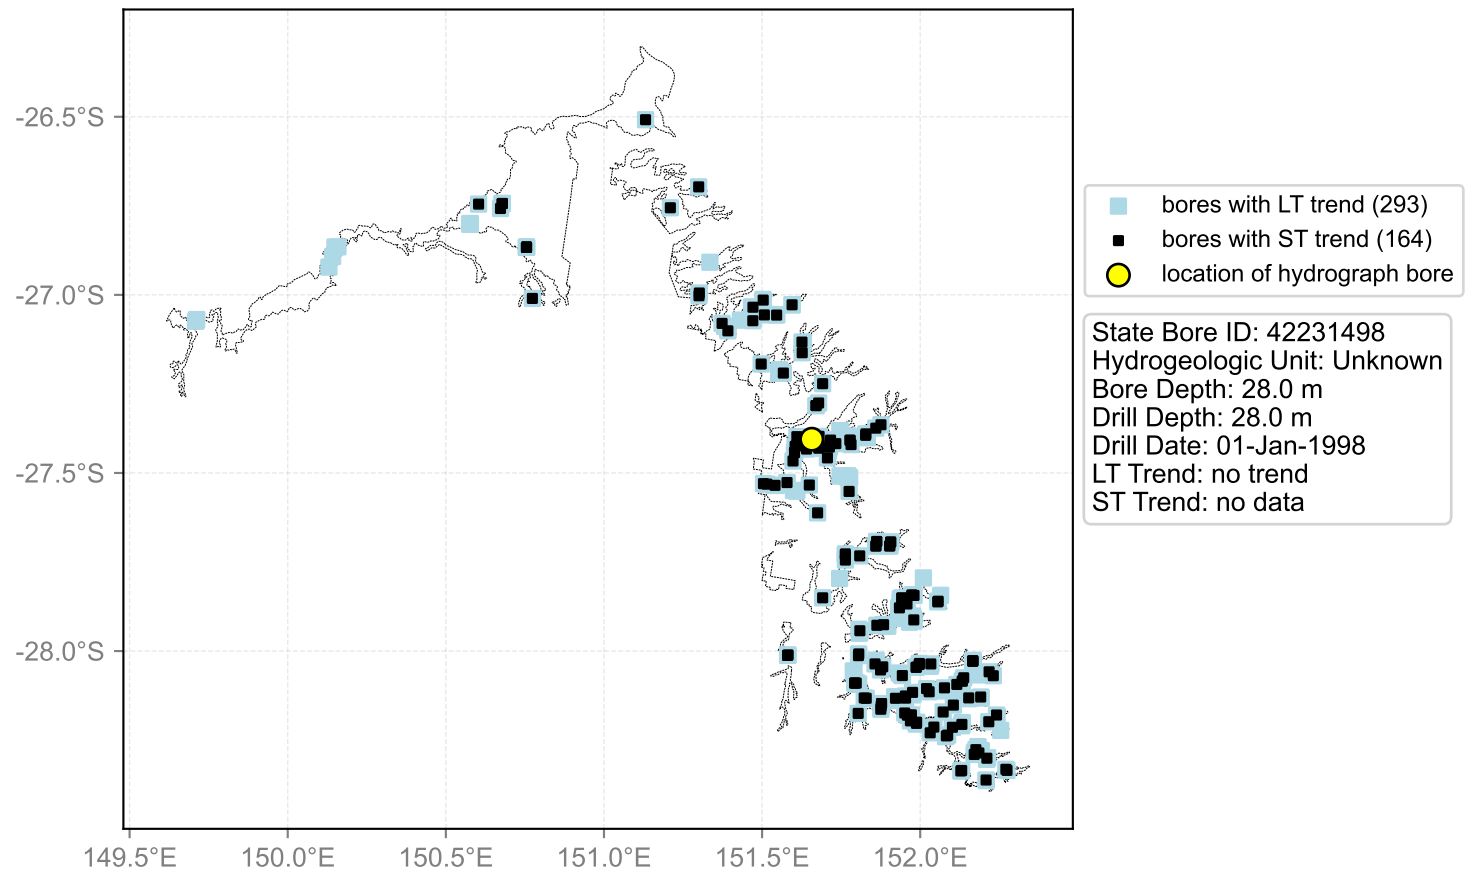 -26.5°S
-27.0°S
-27.5°S
-28.0°S
149.5°E
150.0°E
150.5°E
151.0°E
151.5°E
152.0°E
bores with LT trend (293)
bores with ST trend (164)
location of hydrograph bore
State Bore ID: 42231498
Hydrogeologic Unit: Unknown
Bore Depth: 28.0 m
Drill Depth: 28.0 m
Drill Date: 01-Jan-1998
LT Trend: no trend
ST Trend: no data